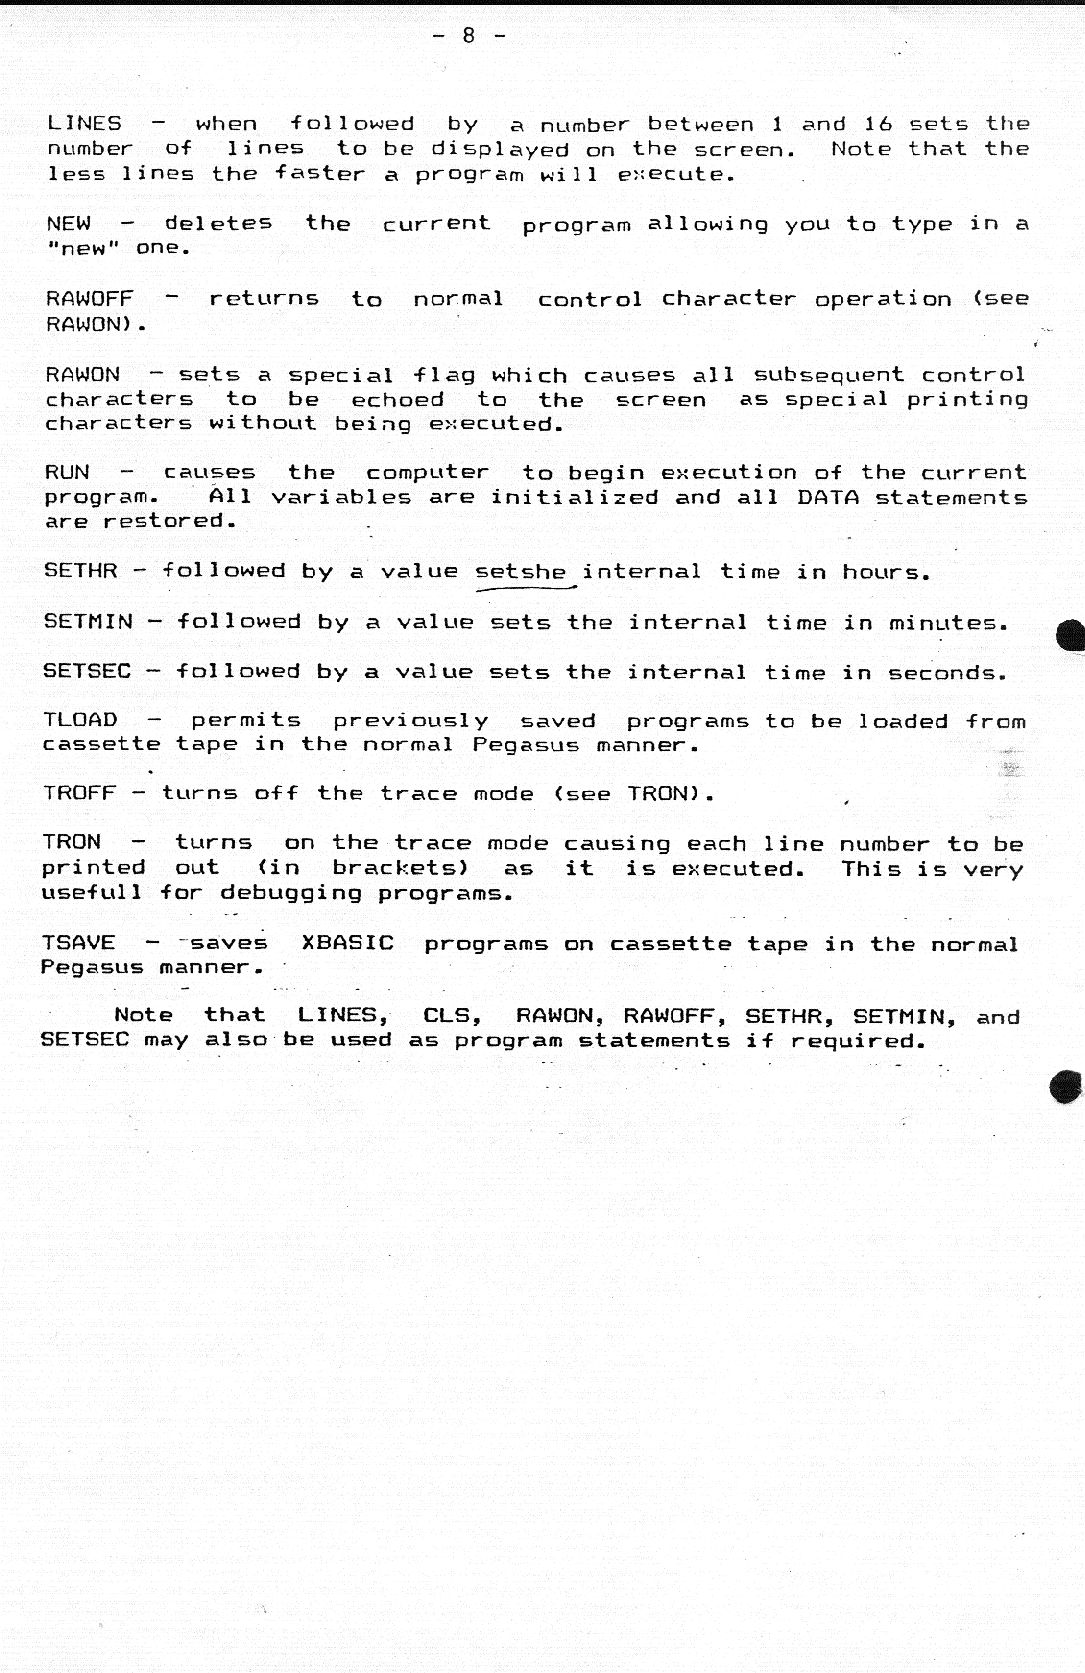 - 8 -
LINES - when followed by a number between 1 and 16 sets the
number of lines to be displayed on the screen. Note that the
less lines the faster a program will execute.
NEW - deletes the current program allowing you to type in a
"new" one.
RAWOFF - returns to normal control character operation (see
RAWON).
RAWON - sets a special flag which causes all subsequent control
characters to be echoed to the screen as special printing
characters without being executed.
RUN - causes the computer to begin execution of the current
program. All variables are initialized and all DATA statements
are restored.
SETHR - followed by a value setshe internal time in hours.
SETMIN - followed by a value sets the internal time in minutes.
SETSEC - followed by a value sets the internal time in seconds.
TLOAD - permits previously saved programs to be loaded from
cassette tape in the normal Pegasus manner.
TROFF - turns off the trace mode (see TRON).
TRON - turns on the trace mode causing each line number to be
printed out (in brackets) as it is executed. This is very
usefull for debugging programs.
TSAVE - saves XBASIC programs on cassette tape in the normal
Pegasus manner.
Note that LINES, CLS, RAWON, RAWOFF, SETHR, SETMIN, and
SETSEC may also be used as program statements if required.